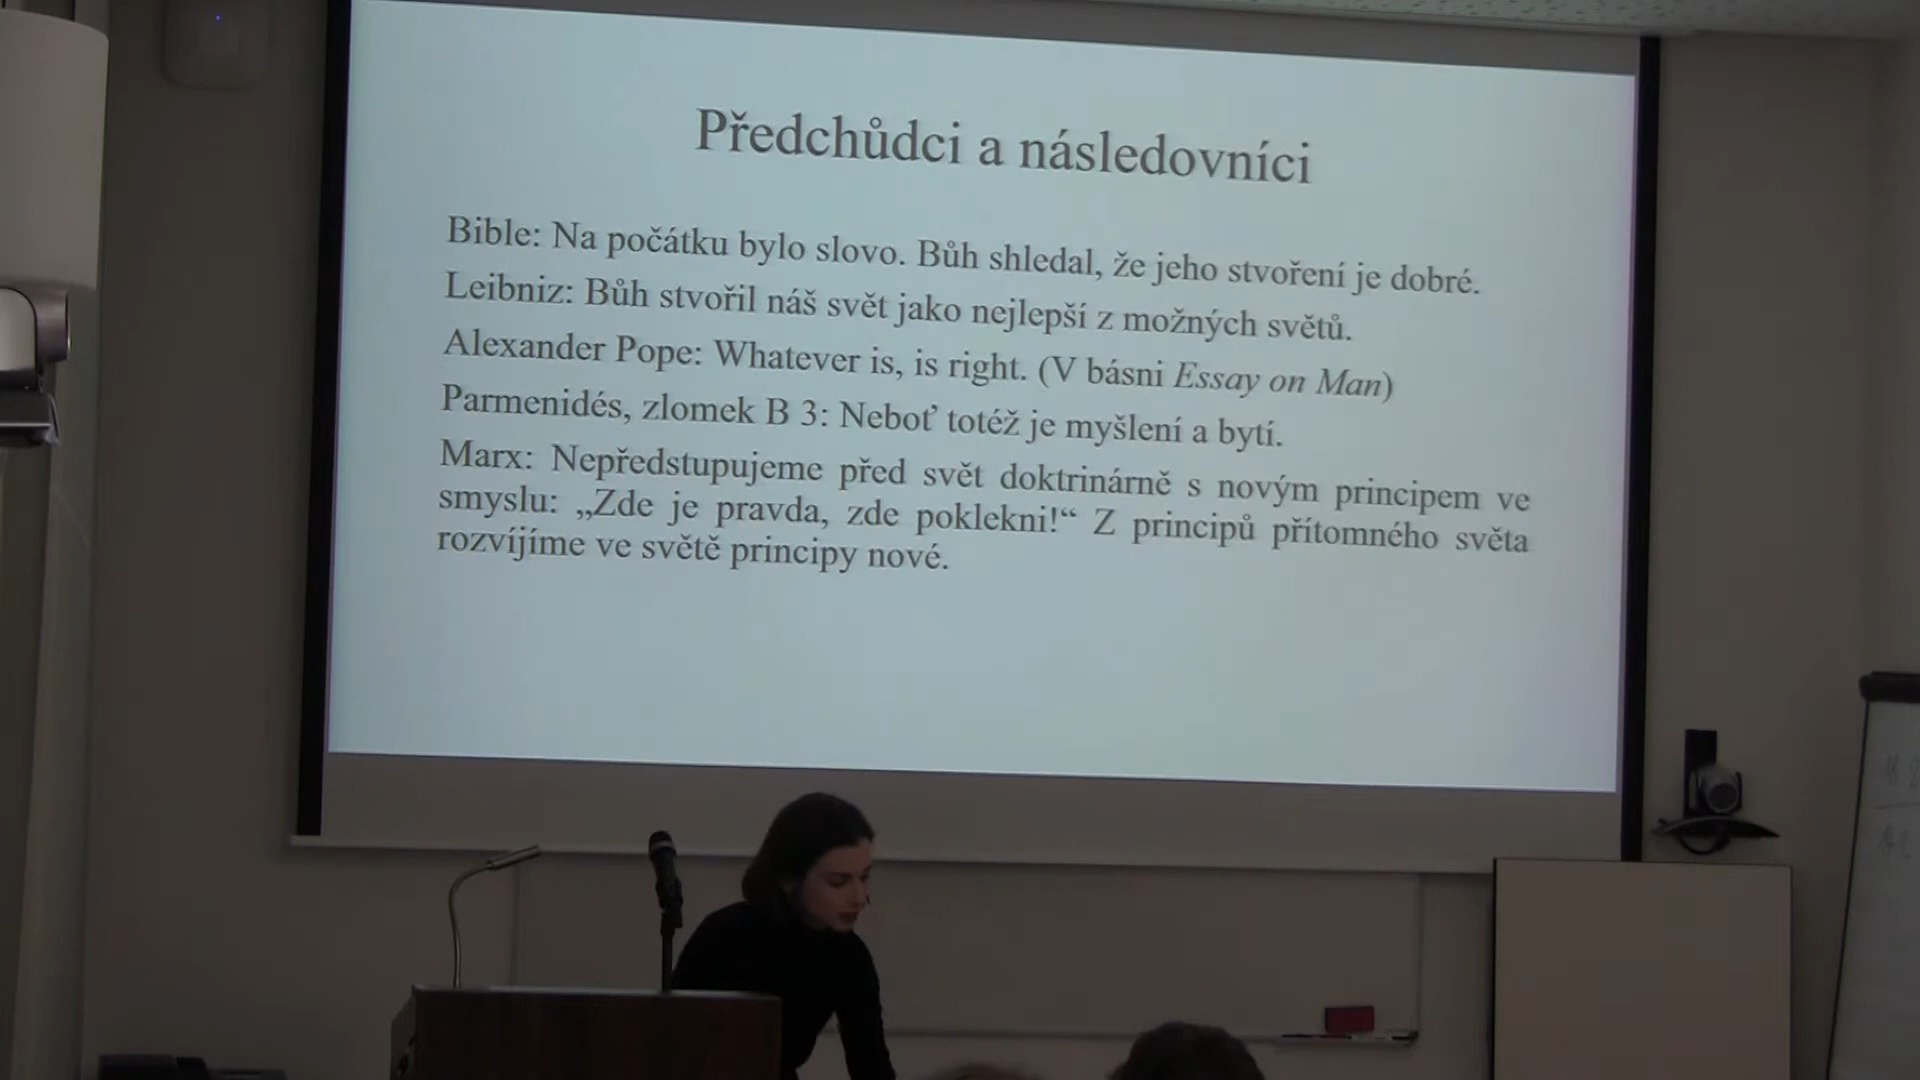 Předchůdci a následovníci
Bible: Na počátku bylo slovo. Bůh shledal, že jeho stvoření je dobré.
Leibniz: Bůh stvořil náš svět jako nejlepší z možných světů.
Alexander Pope: Whatever is, is right. (V básni Essay on Man)
Parmenidés, zlomek B 3: Neboť totéž je myšlení a bytí.
Marx: Nepředstupujeme před svět doktrinárně s novým principem ve
smyslu: „Zde je pravda, zde poklekni!“ Z principů přítomného světa
rozvíjíme ve světě principy nové.